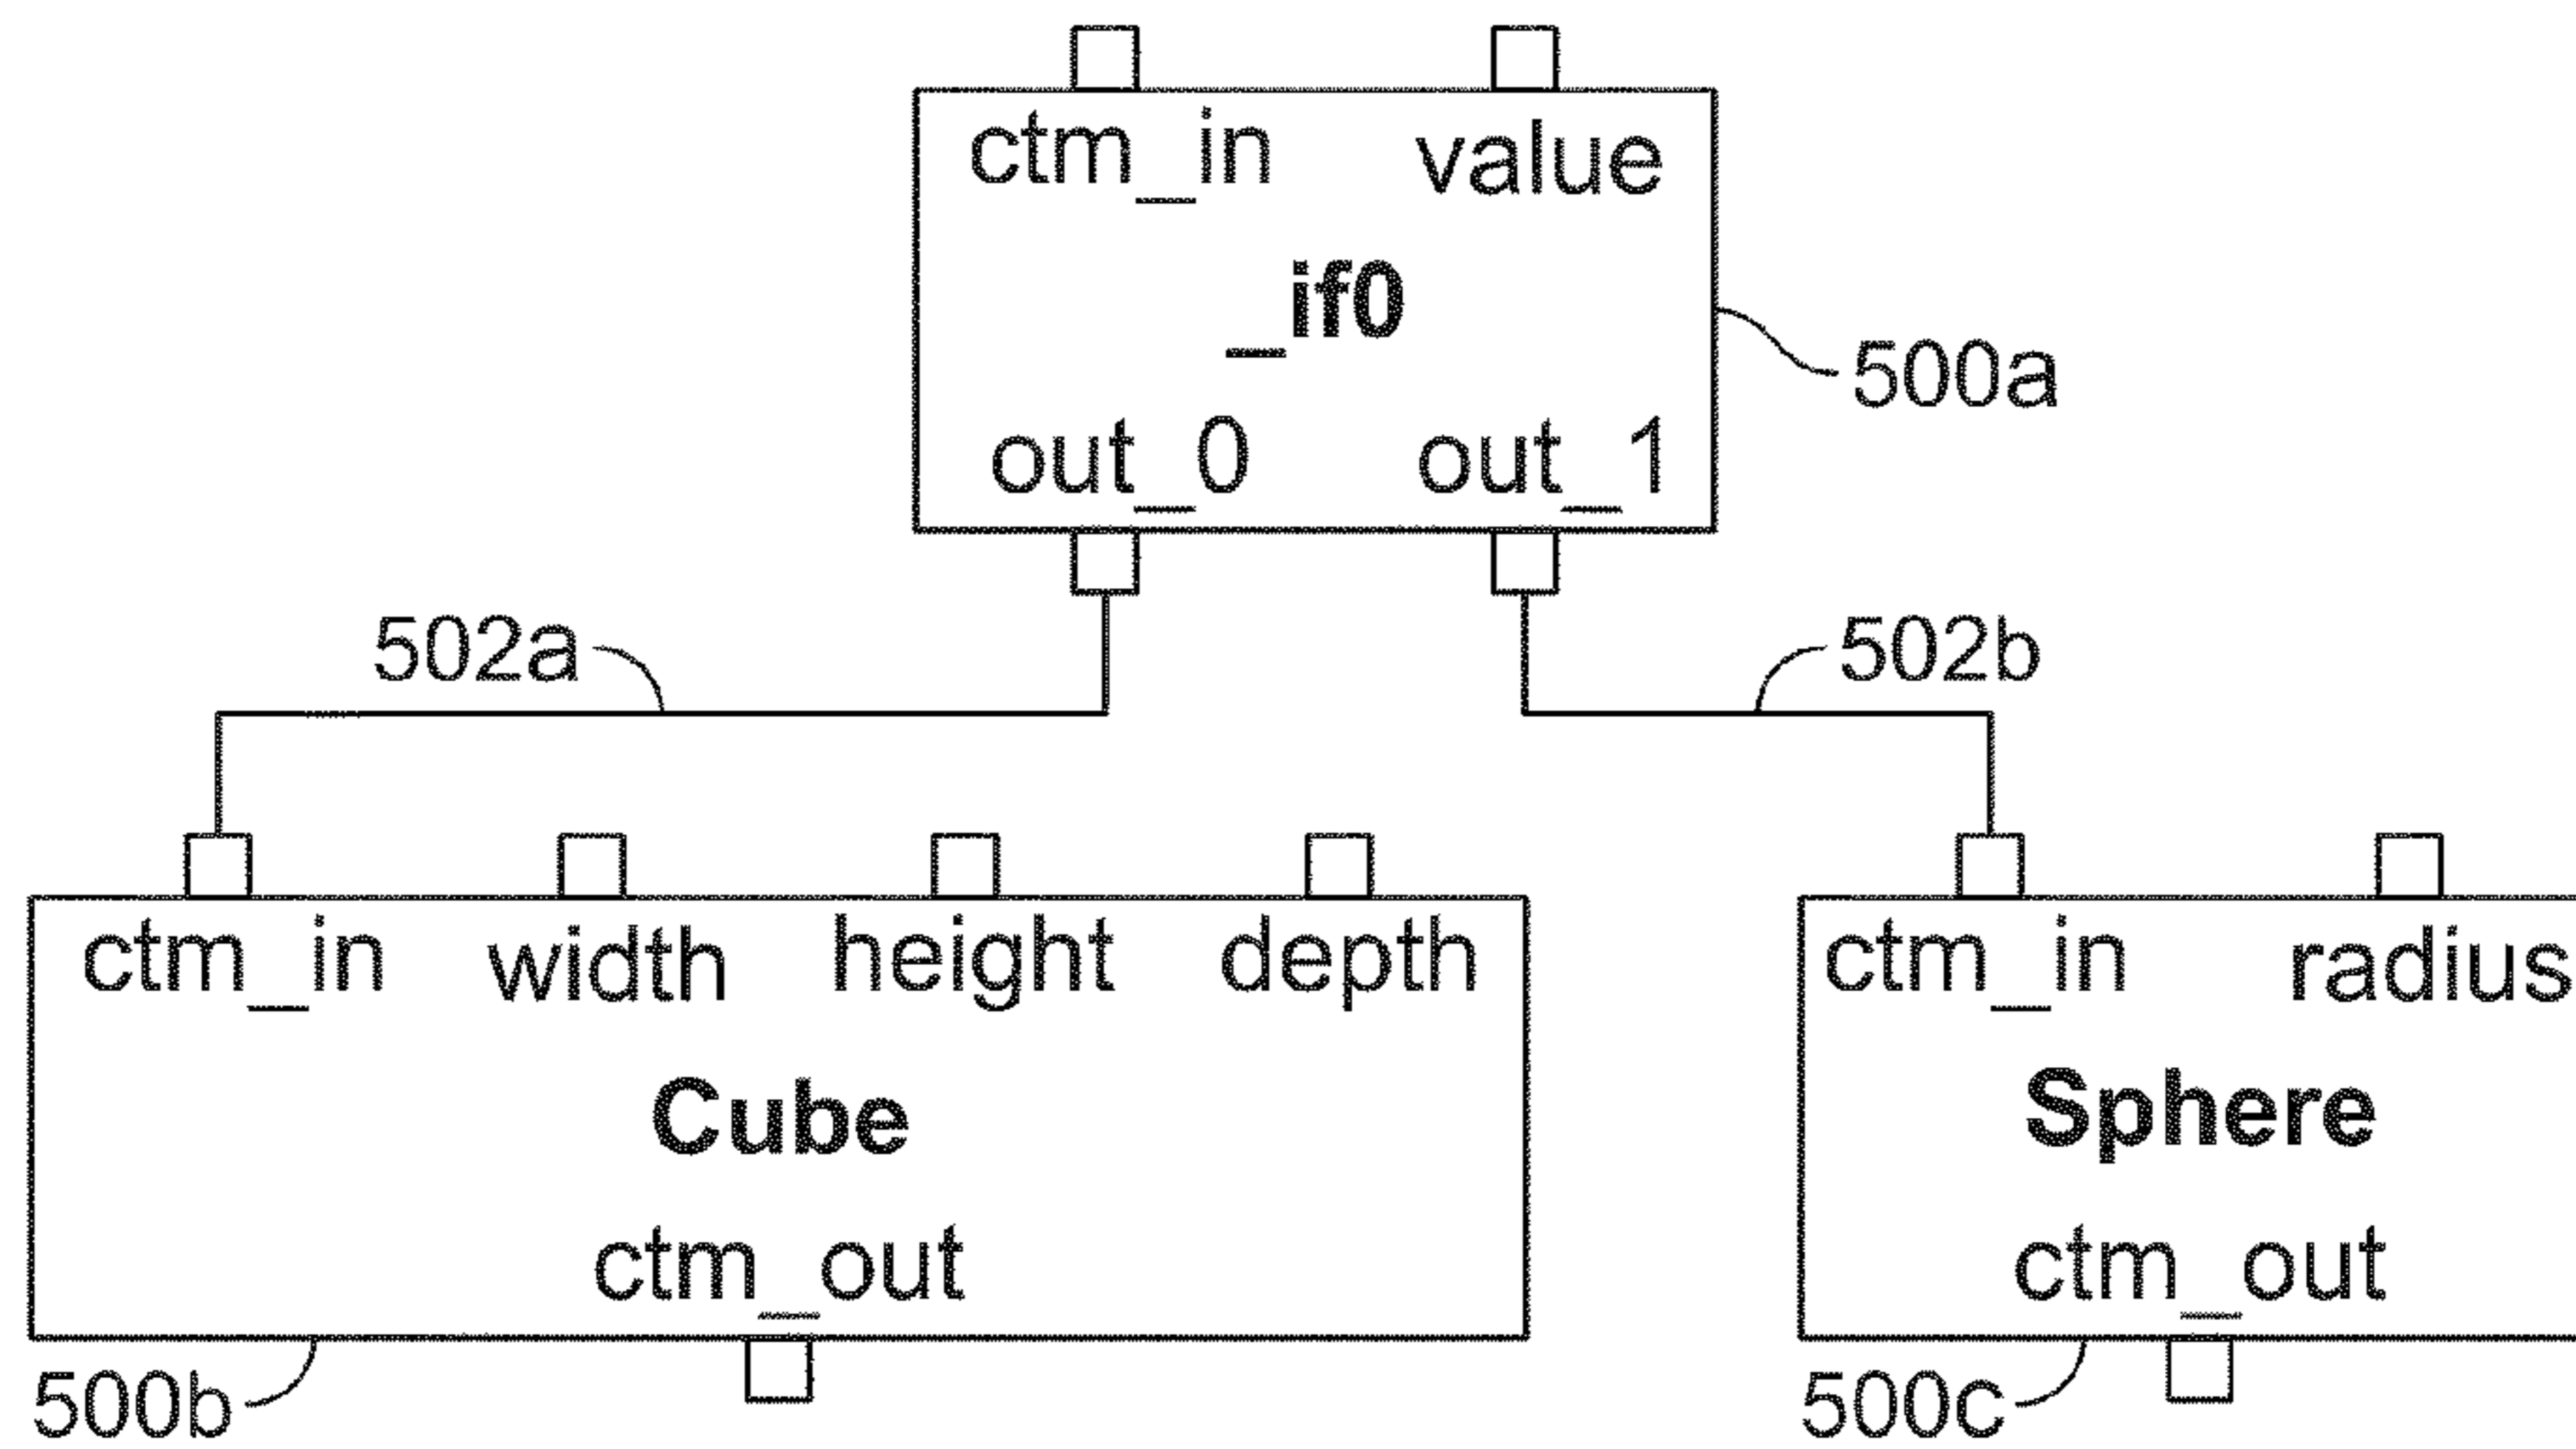 ctm_in value
_if0
500a
out_0 out_1
502a 502b
ctm_in width height depth ctm_in radius
Cube Sphere
ctm_out ctm_out
500b 500c